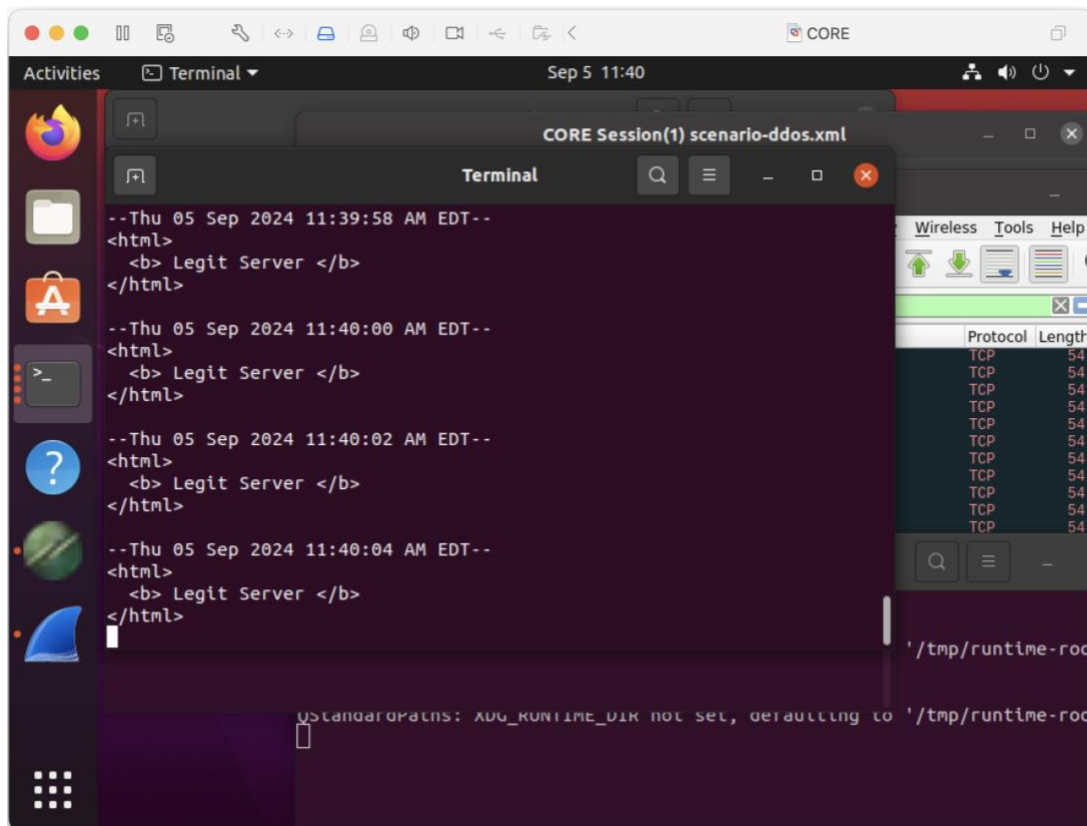 CORE
Activities
Terminal
Sep 5 11:40
CORE Session(1) scenario-ddos.xml
Terminal
Wireless Tools Help
Protocol Length
TCP 54
TCP 54
TCP 54
TCP 54
TCP 54
TCP 54
TCP 54
TCP 54
TCP 54
TCP 54
TCP 54
--Thu 05 Sep 2024 11:39:58 AM EDT--
<html>
  <b> Legit Server </b>
</html>
--Thu 05 Sep 2024 11:40:00 AM EDT--
<html>
  <b> Legit Server </b>
</html>
--Thu 05 Sep 2024 11:40:02 AM EDT--
<html>
  <b> Legit Server </b>
</html>
--Thu 05 Sep 2024 11:40:04 AM EDT--
<html>
  <b> Legit Server </b>
</html>
'/tmp/runtime-roo
QStandardPaths: XDG_RUNTIME_DIR not set, defaulting to '/tmp/runtime-roo